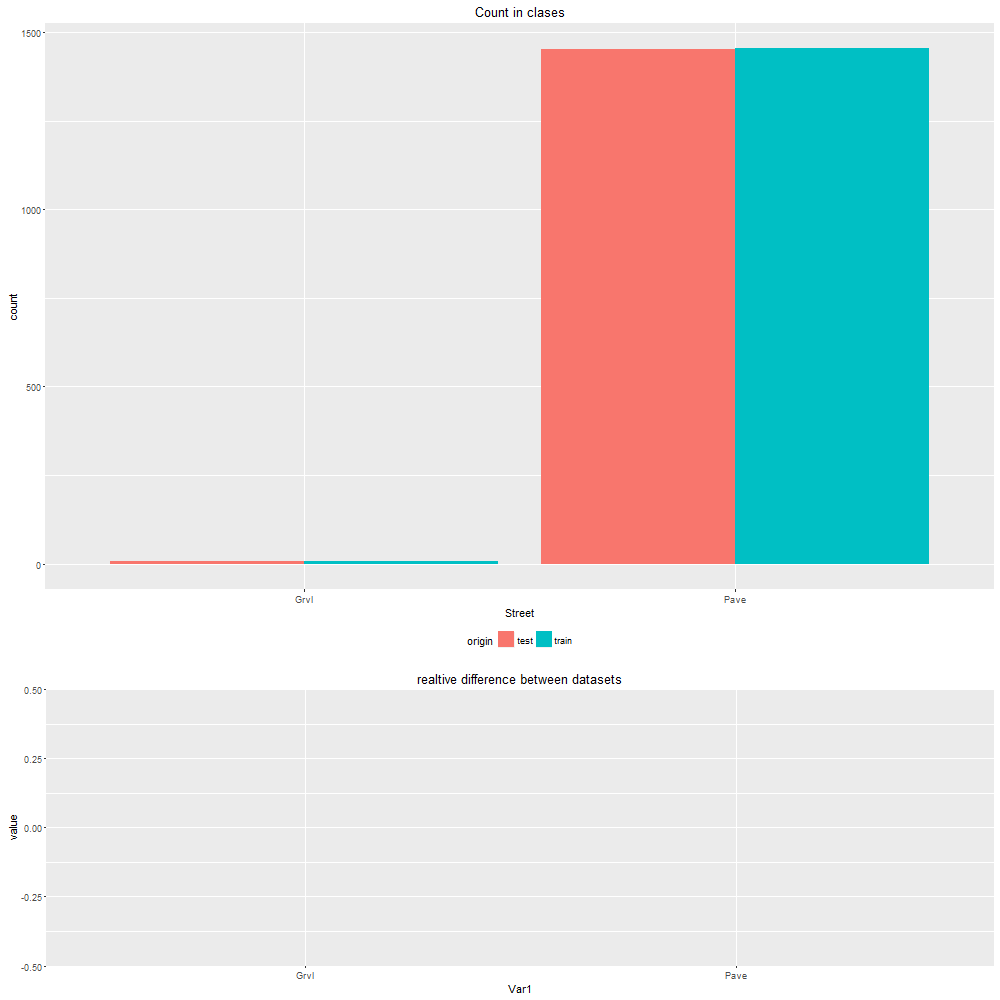 Count in clases
1500
1000
500
0
count
Grvl Pave
Street
origin test train
realtive difference between datasets
0.50
0.25
0.00
-0.25
-0.50
value
Grvl Pave
Var1